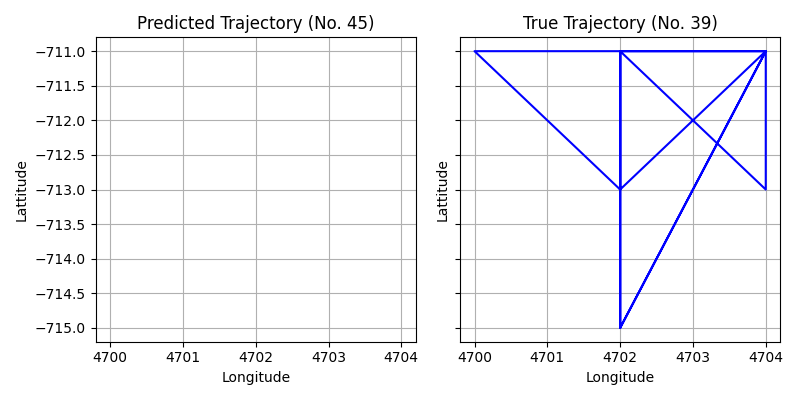 Predicted Trajectory (No. 45)
True Trajectory (No. 39)
−711.0
−711.5
−712.0
−712.5
−713.0
−713.5
−714.0
−714.5
−715.0
Lattitude
Lattitude
4700 4701 4702 4703 4704
4700 4701 4702 4703 4704
Longitude
Longitude